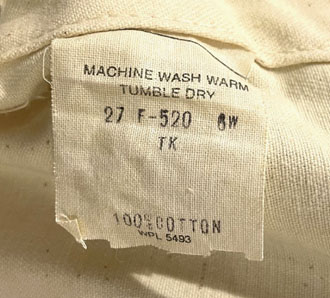 MACHINE WASH WARM
TUMBLE DRY
27 F-520 6W
TK
100% COTTON
WPL 5493